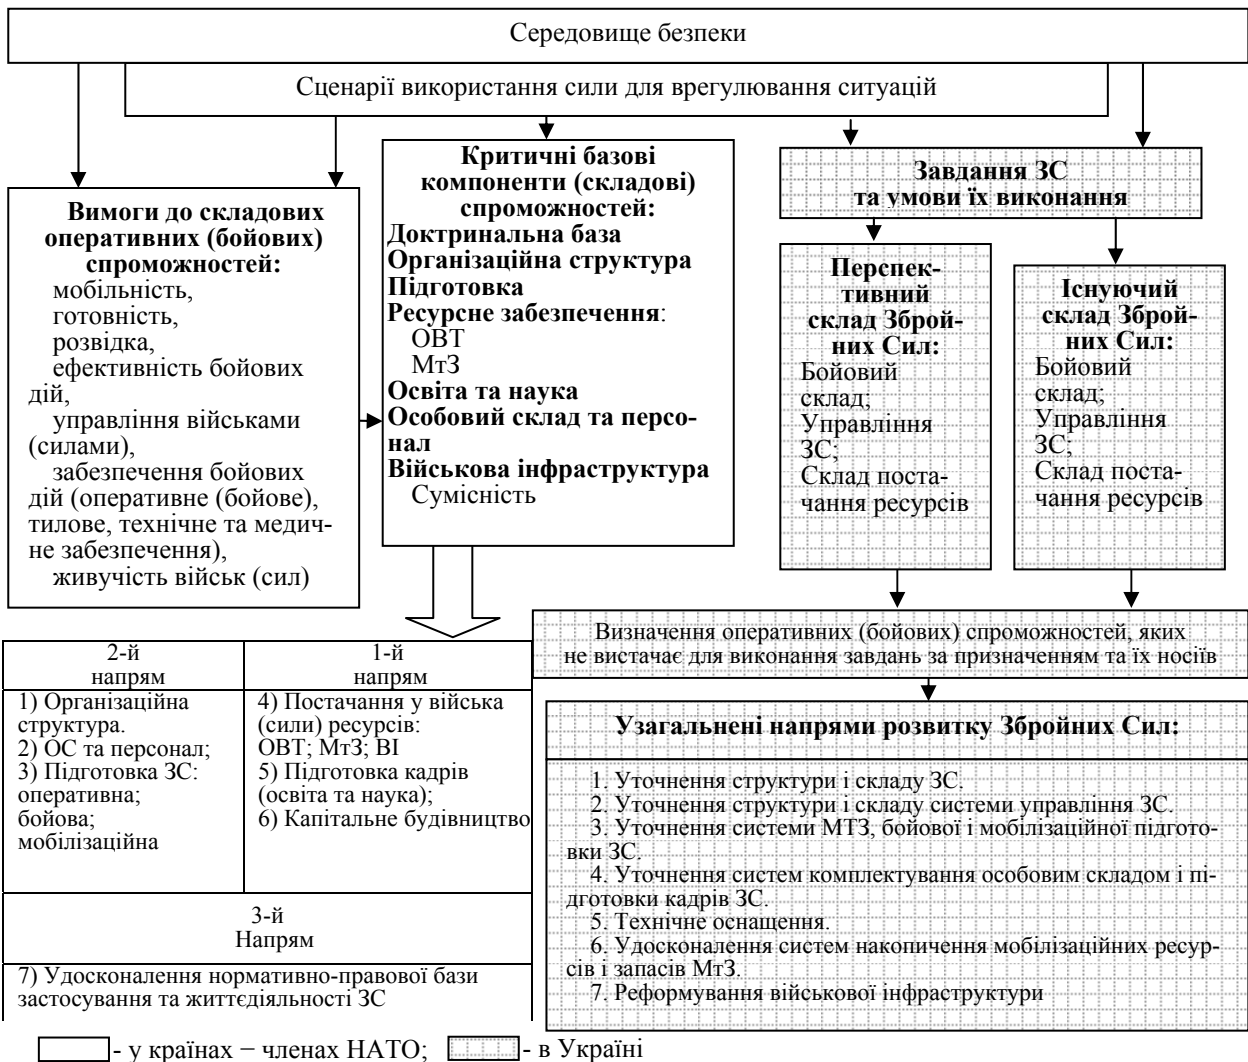 Середовище безпеки
Сценарії використання сили для врегулювання ситуацій
Вимоги до складових
оперативних (бойових)
спроможностей:
мобільність,
готовність,
розвідка,
ефективність бойових
дій,
управління військами
(силами),
забезпечення бойових
дій (оперативне (бойове),
тилове, технічне та медич-
не забезпечення),
живучість військ (сил)
Критичні базові
компоненти (складові)
спроможностей:
Доктринальна база
Організаційна структура
Підготовка
Ресурсне забезпечення:
ОВТ
МтЗ
Освіта та наука
Особовий склад та персо-
нал
Військова інфраструктура
Сумісність
Завдання ЗС
та умови їх виконання
Перспек-
тивний
склад Зброй-
них Сил:
Бойовий
склад;
Управління
ЗС;
Склад поста-
чання ресурсів
Існуючий
склад Зброй-
них Сил:
Бойовий
склад;
Управління
ЗС;
Склад поста-
чання ресурсів
Визначення оперативних (бойових) спроможностей, яких
не вистачає для виконання завдань за призначенням та їх носіїв
2-й
напрям
1-й
напрям
1) Організаційна
структура.
2) ОС та персонал;
3) Підготовка ЗС:
оперативна;
бойова;
мобілізаційна
4) Постачання у війська
(сили) ресурсів:
ОВТ; МтЗ; ВІ
5) Підготовка кадрів
(освіта та наука);
6) Капітальне будівництво
3-й
Напрям
7) Удосконалення нормативно-правової бази
застосування та життєдіяльності ЗС
Узагальнені напрями розвитку Збройних Сил:
1. Уточнення структури і складу ЗС.
2. Уточнення структури і складу системи управління ЗС.
3. Уточнення системи МТЗ, бойової і мобілізаційної підгото-
вки ЗС.
4. Уточнення систем комплектування особовим складом і пі-
дготовки кадрів ЗС.
5. Технічне оснащення.
6. Удосконалення систем накопичення мобілізаційних ресур-
сів і запасів МтЗ.
7. Реформування військової інфраструктури
- у країнах − членах НАТО; - в Україні